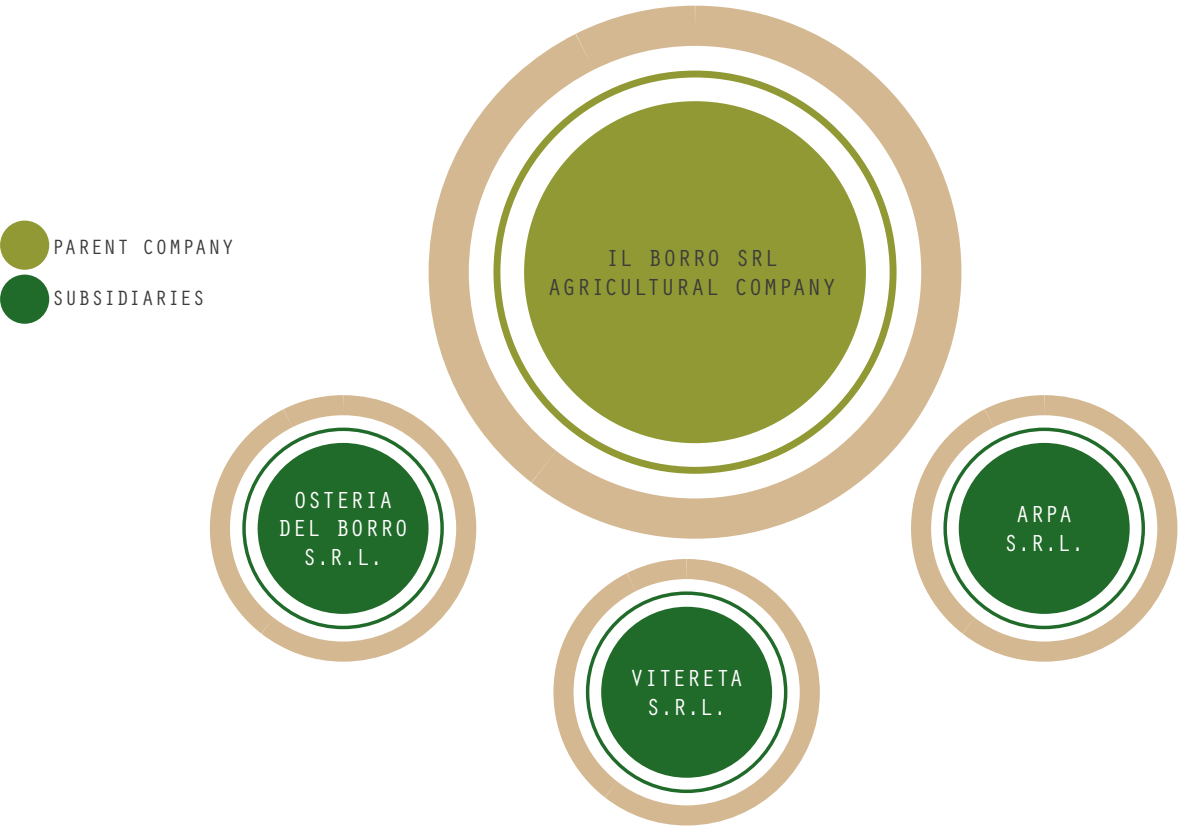 PARENT COMPANY
SUBSIDIARIES
IL BORRO SRL
AGRICULTURAL COMPANY
OSTERIA
DEL BORRO
S.R.L.
VITERETA
S.R.L.
ARPA
S.R.L.